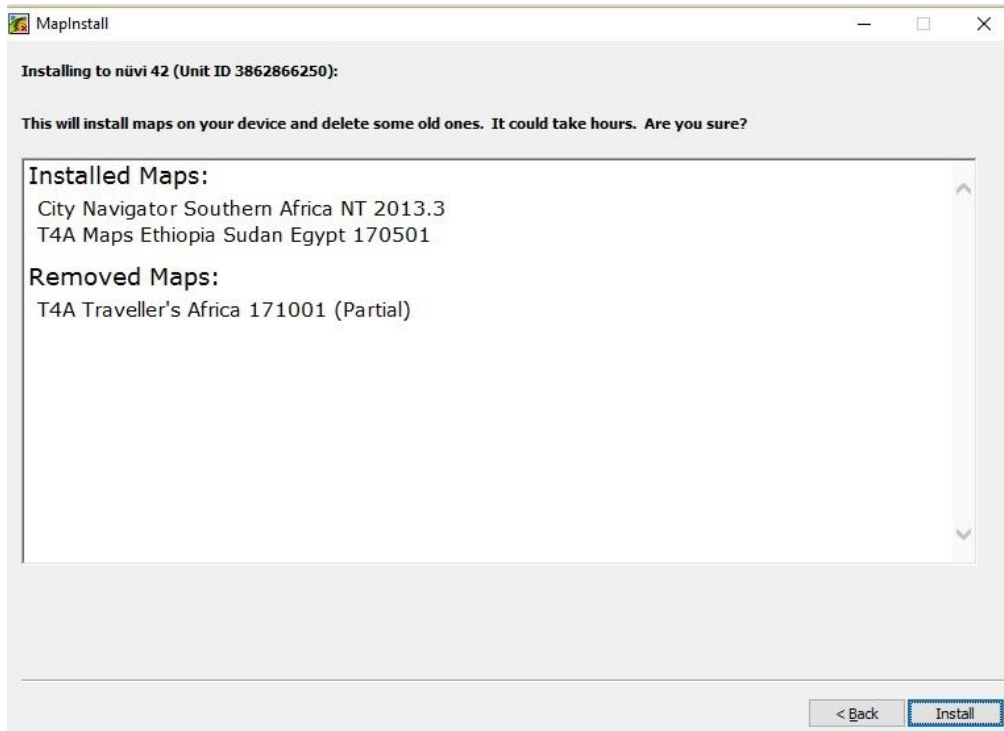 MapInstall
Installing to nüvi 42 (Unit ID 3862866250):
This will install maps on your device and delete some old ones. It could take hours. Are you sure?
Installed Maps:
City Navigator Southern Africa NT 2013.3
T4A Maps Ethiopia Sudan Egypt 170501
Removed Maps:
T4A Traveller's Africa 171001 (Partial)
< Back
Install